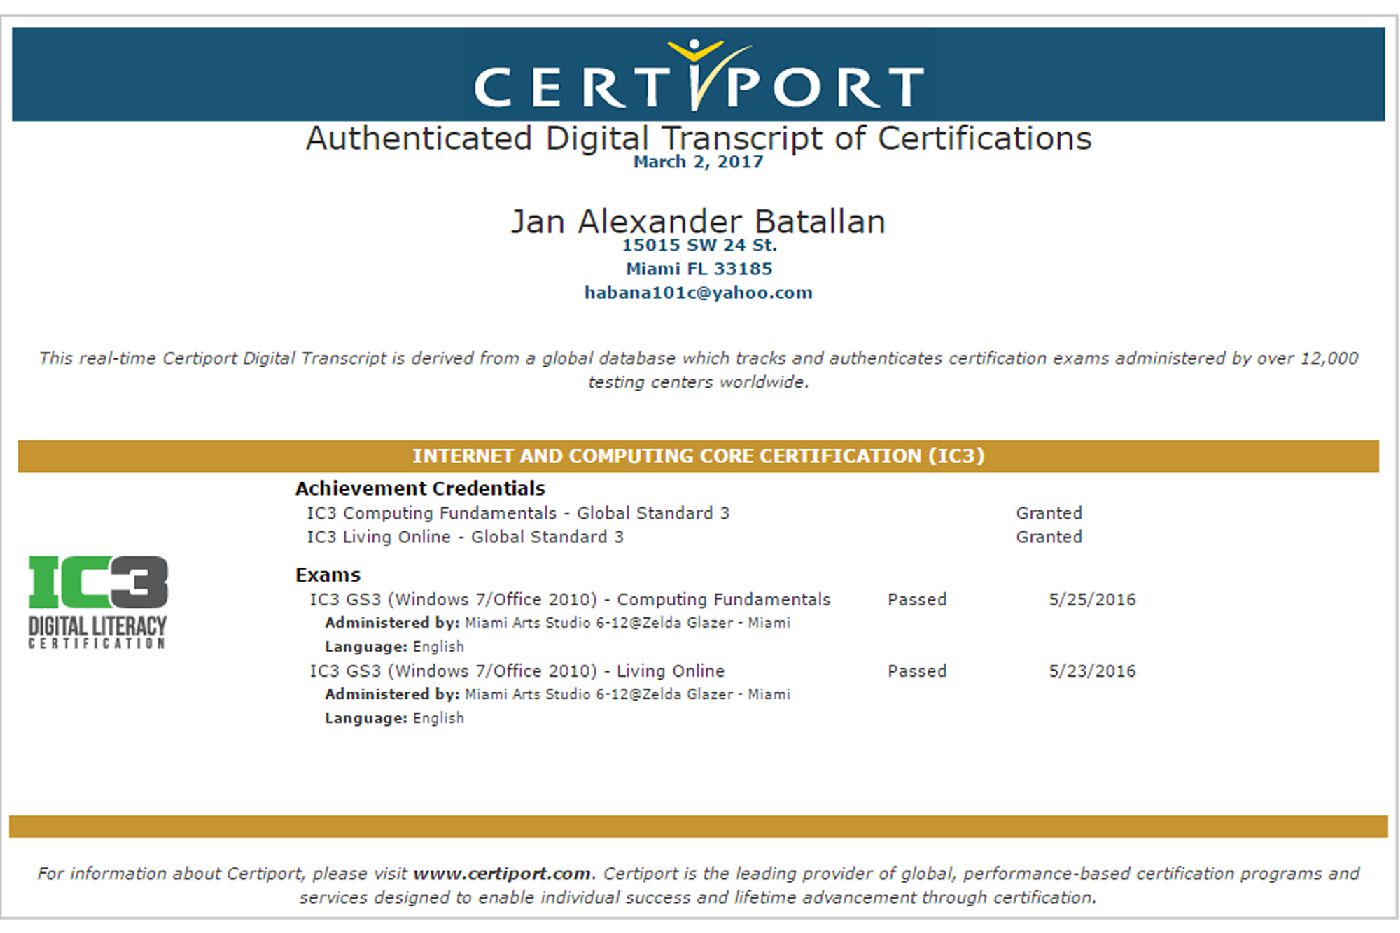 CERTIPORT
Authenticated Digital Transcript of Certifications
March 2, 2017
Jan Alexander Batallan
15015 SW 24 St.
Miami FL 33185
habana101c@yahoo.com
This real-time Certiport Digital Transcript is derived from a global database which tracks and authenticates certification exams administered by over 12,000
testing centers worldwide.
INTERNET AND COMPUTING CORE CERTIFICATION (IC3)
Achievement Credentials
IC3 Computing Fundamentals - Global Standard 3 Granted
IC3 Living Online - Global Standard 3 Granted
IC3
DIGITAL LITERACY
CERTIFICATION
Exams
IC3 GS3 (Windows 7/Office 2010) - Computing Fundamentals Passed 5/25/2016
Administered by: Miami Arts Studio 6-12@Zelda Glazer - Miami
Language: English
IC3 GS3 (Windows 7/Office 2010) - Living Online Passed 5/23/2016
Administered by: Miami Arts Studio 6-12@Zelda Glazer - Miami
Language: English
For information about Certiport, please visit www.certiport.com. Certiport is the leading provider of global, performance-based certification programs and
services designed to enable individual success and lifetime advancement through certification.